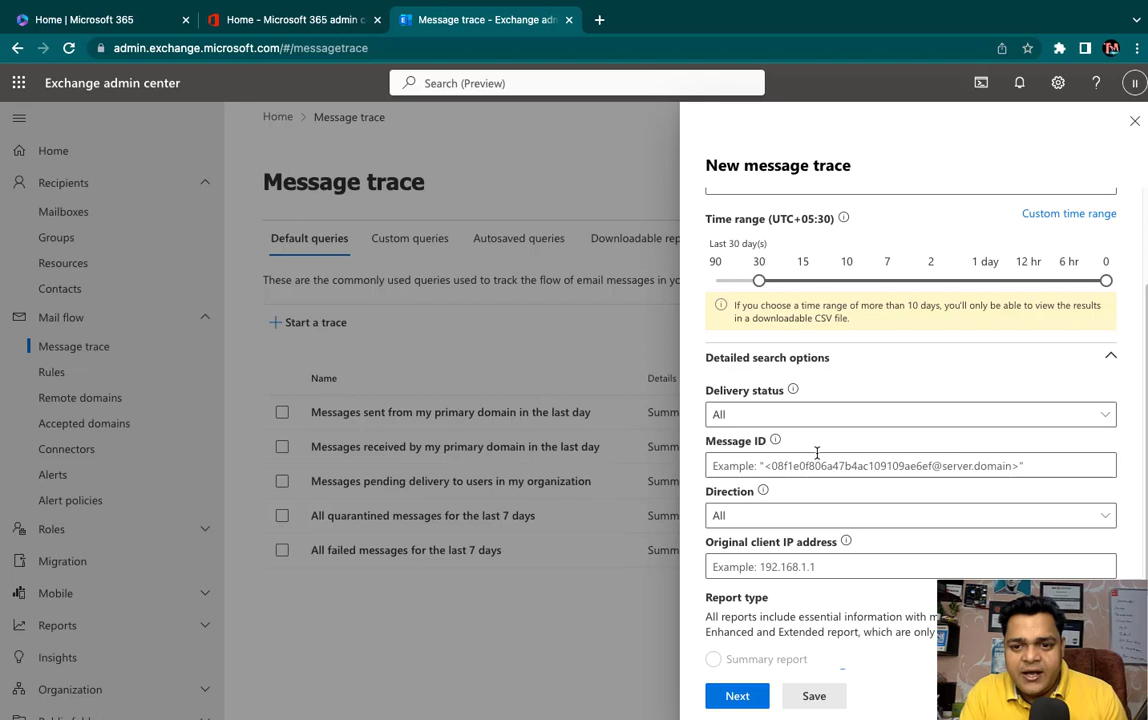 Home | Microsoft 365
Home - Microsoft 365 admin c
Message trace - Exchange adm
admin.exchange.microsoft.com/#/messagetrace
Exchange admin center
Search (Preview)
II
Home
Recipients
Mailboxes
Groups
Resources
Contacts
Mail flow
Message trace
Rules
Remote domains
Accepted domains
Connectors
Alerts
Alert policies
Roles
Migration
Mobile
Reports
Insights
Organization
Home > Message trace
Message trace
Default queries
Custom queries
Autosaved queries
Downloadable rep
These are the commonly used queries used to track the flow of email messages in you
Start a trace
Name
Details
Messages sent from my primary domain in the last day
Summ
Messages received by my primary domain in the last day
Summ
Messages pending delivery to users in my organization
Summ
All quarantined messages for the last 7 days
Summ
All failed messages for the last 7 days
Summ
New message trace
Time range (UTC+05:30)
Custom time range
Last 30 day(s)
90 30 15 10 7 2 1 day 12 hr 6 hr 0
If you choose a time range of more than 10 days, you'll only be able to view the results
in a downloadable CSV file.
Detailed search options
Delivery status
All
Message ID
Example: "<08f1e0f806a47b4ac109109ae6ef@server.domain>"
Direction
All
Original client IP address
Example: 192.168.1.1
Report type
All reports include essential information with m
Enhanced and Extended report, which are only
Summary report
Next
Save